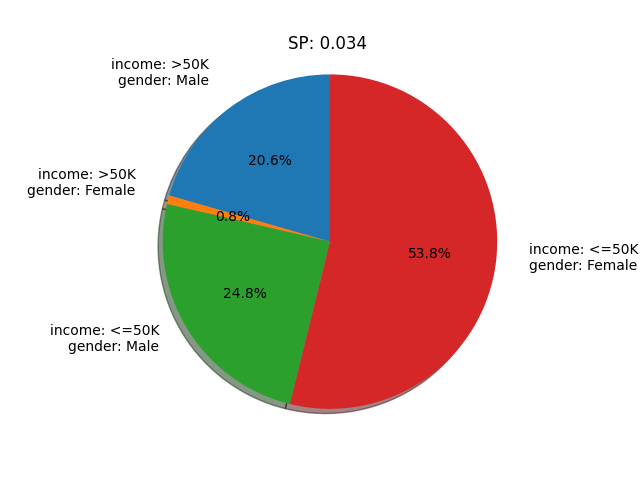 SP: 0.034
income: >50K
gender: Male
20.6%
income: >50K
gender: Female
0.8%
income: <=50K
gender: Male
24.8%
income: <=50K
gender: Female
53.8%